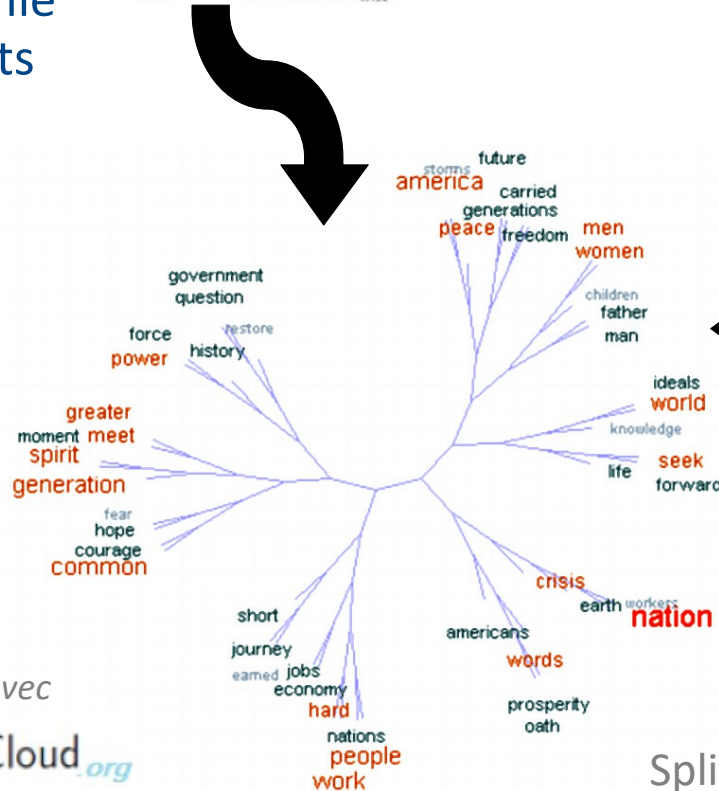 future
storms
america
carried
generations
peace
freedom
men
women
government
question
children
father
man
restore
force
history
power
ideals
world
knowledge
greater
moment meet
spirit
generation
seek
life
forward
fear
hope
courage
common
crisis
earth workers
nation
short
americans
journey
words
earned jobs
economy
hard
prosperity
oath
nations
people
work
vec
Cloud.org
Split